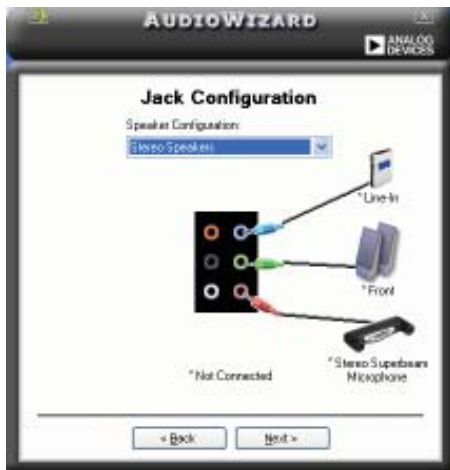 AUDIOWIZARD
ANALOG
DEVICES
Jack Configuration
Speaker Configuration:
Stereo Speakers
*Line-In
*Front
*Stereo Superbeam
Microphone
*Not Connected
< Back
Next >